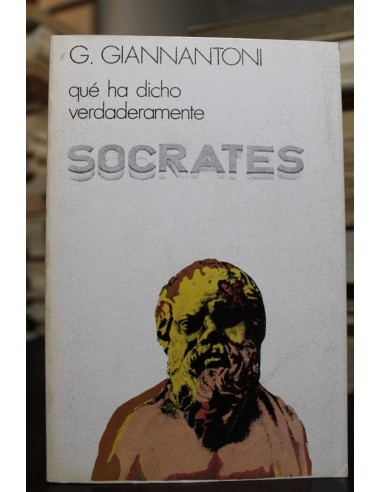 G. GIANNANTONI
qué ha dicho
verdaderamente
SOCRATES